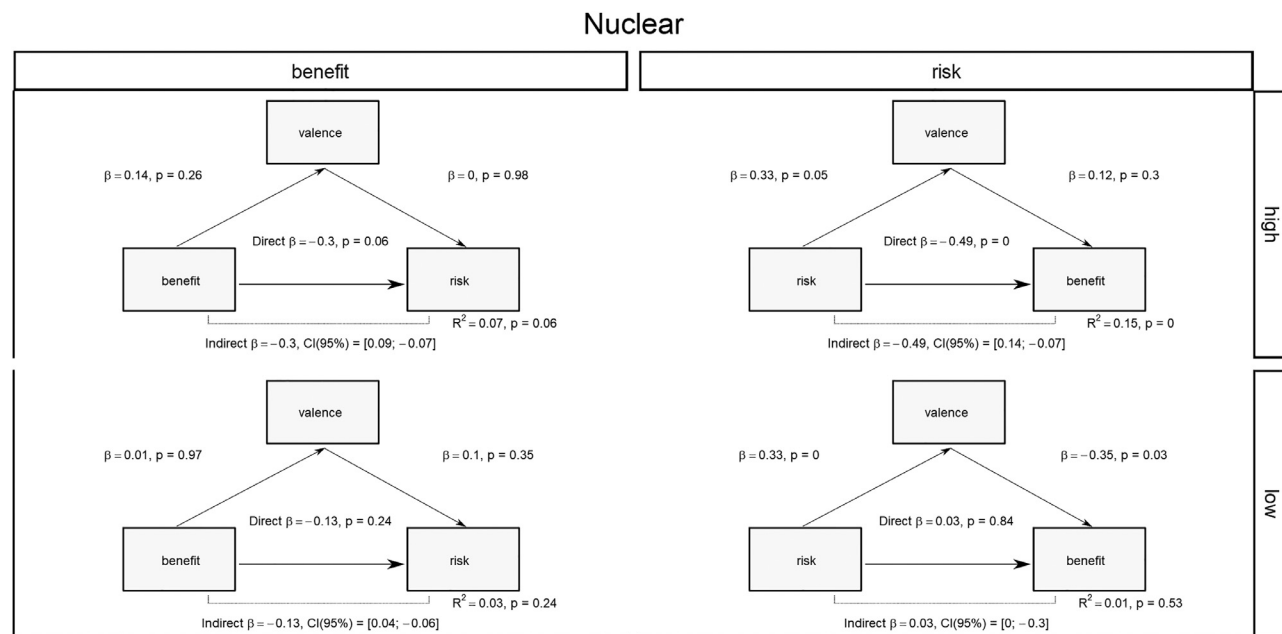 Nuclear
benefit
risk
valence
β = 0.14, p = 0.26
β = 0, p = 0.98
Direct β = −0.3, p = 0.06
benefit
risk
R² = 0.07, p = 0.06
Indirect β = −0.3, CI(95%) = [0.09; −0.07]
valence
β = 0.33, p = 0.05
β = 0.12, p = 0.3
Direct β = −0.49, p = 0
risk
benefit
R² = 0.15, p = 0
Indirect β = −0.49, CI(95%) = [0.14; −0.07]
high
valence
β = 0.01, p = 0.97
β = 0.1, p = 0.35
Direct β = −0.13, p = 0.24
benefit
risk
R² = 0.03, p = 0.24
Indirect β = −0.13, CI(95%) = [0.04; −0.06]
valence
β = 0.33, p = 0
β = −0.35, p = 0.03
Direct β = 0.03, p = 0.84
risk
benefit
R² = 0.01, p = 0.53
Indirect β = 0.03, CI(95%) = [0; −0.3]
low